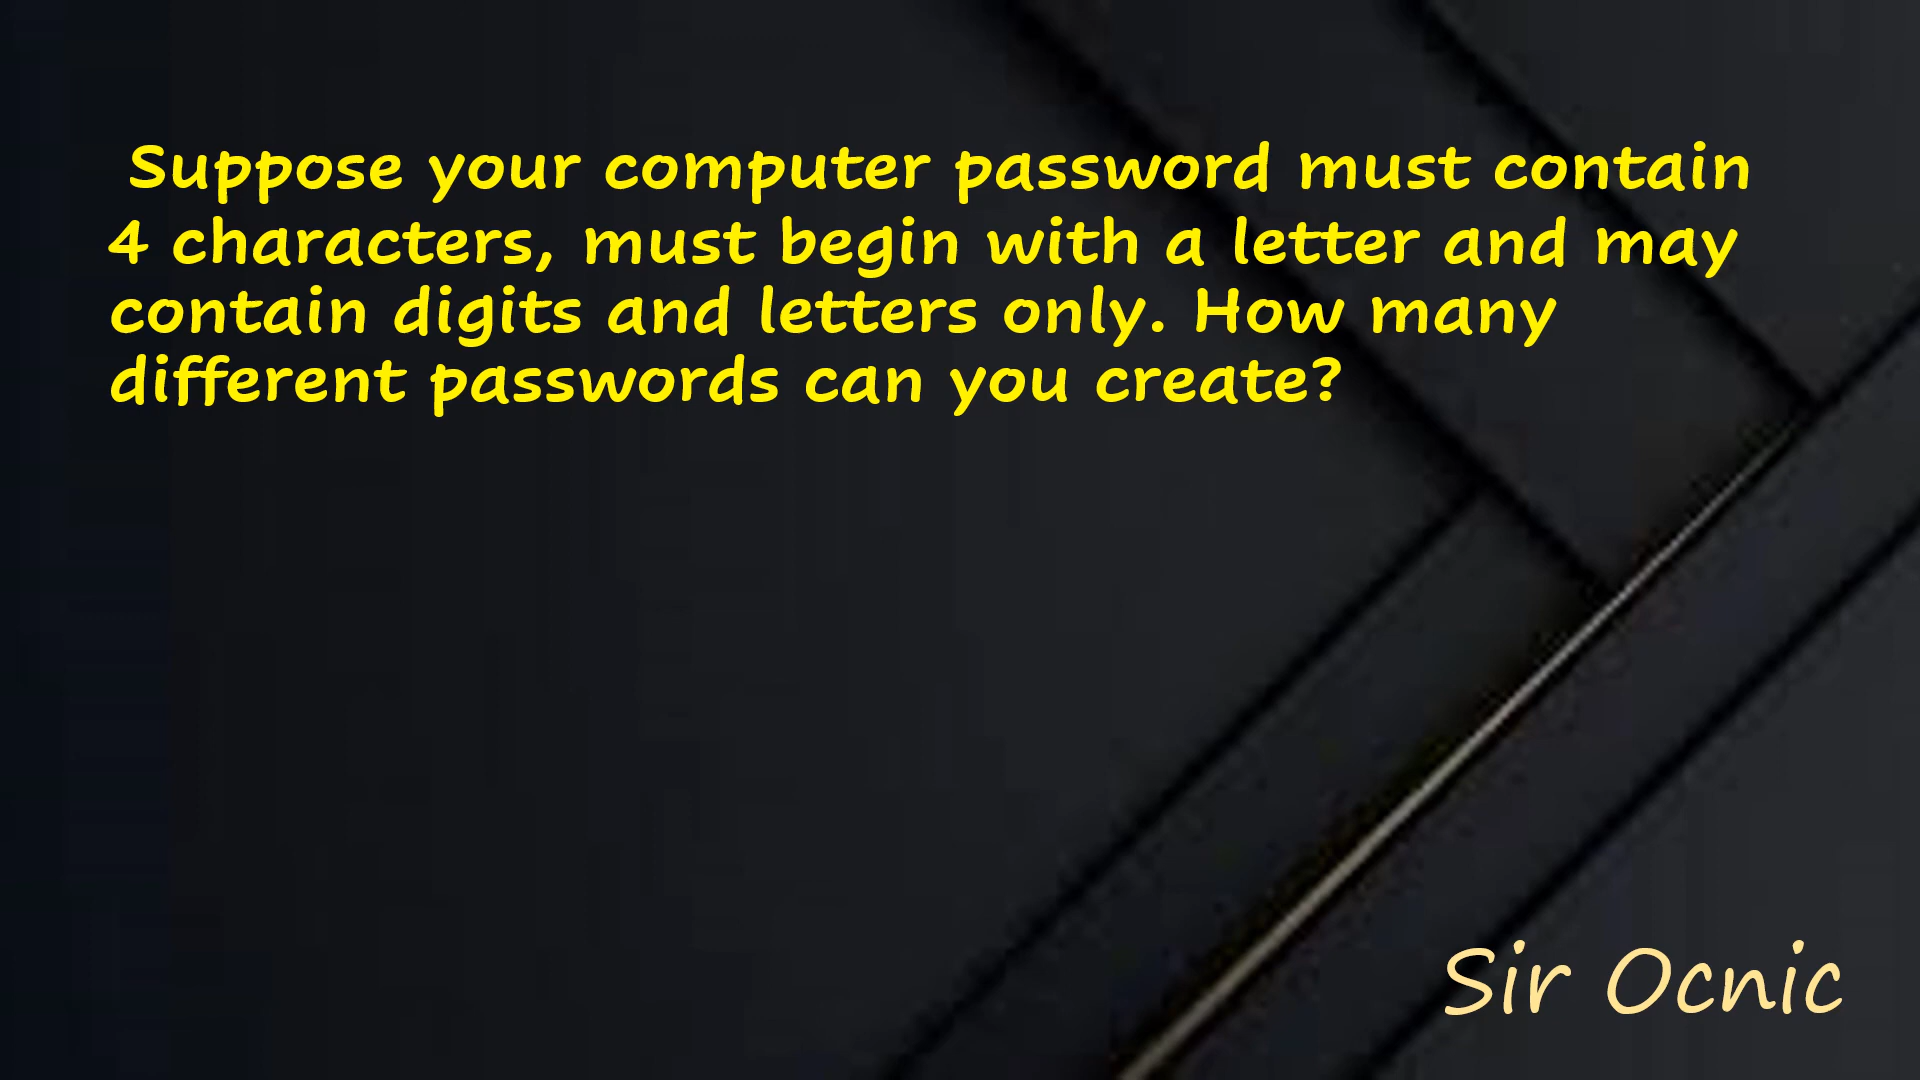 Suppose your computer password must contain
4 characters, must begin with a letter and may
contain digits and letters only. How many
different passwords can you create?
Sir Ocnic